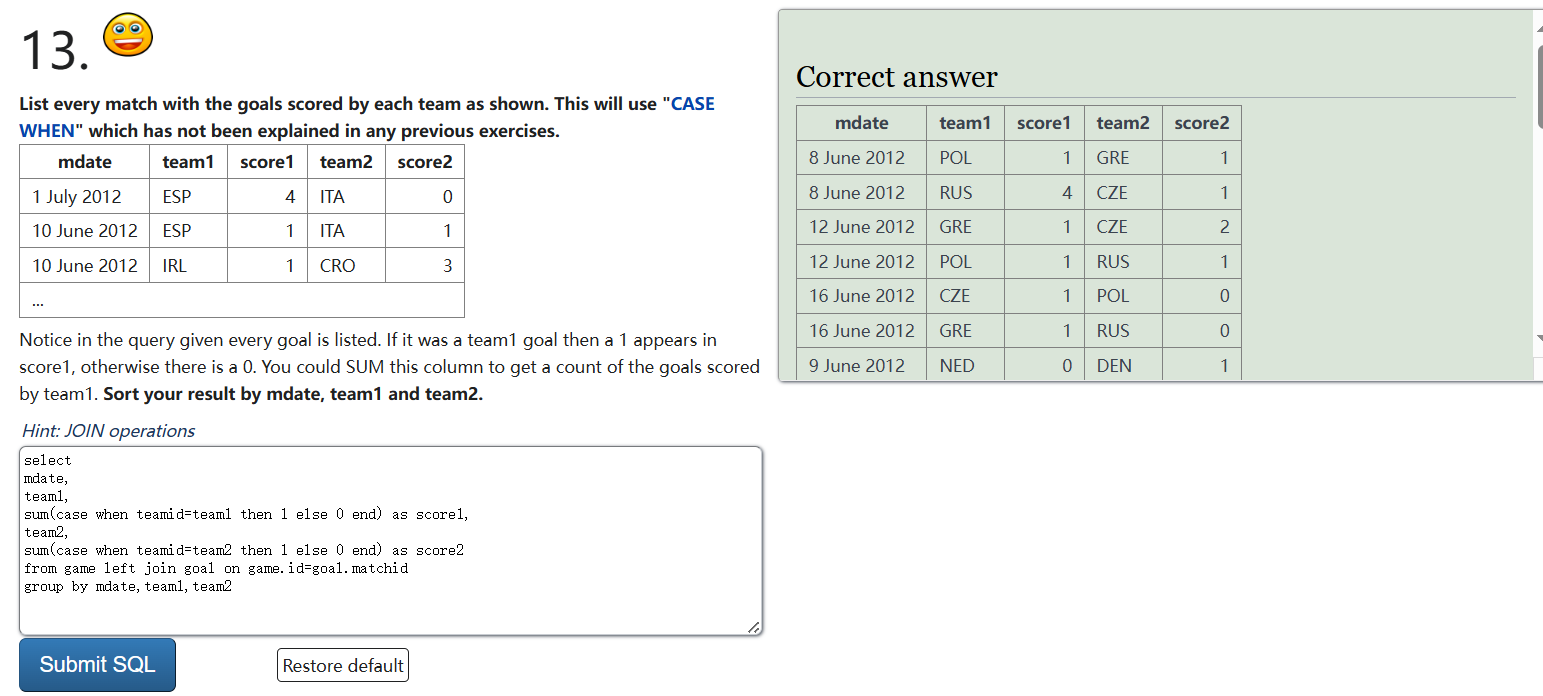 13.
List every match with the goals scored by each team as shown. This will use "CASE
WHEN" which has not been explained in any previous exercises.
mdate team1 score1 team2 score2
1 July 2012 ESP 4 ITA 0
10 June 2012 ESP 1 ITA 1
10 June 2012 IRL 1 CRO 3
...
Notice in the query given every goal is listed. If it was a team1 goal then a 1 appears in
score1, otherwise there is a 0. You could SUM this column to get a count of the goals scored
by team1. Sort your result by mdate, team1 and team2.
Hint: JOIN operations
select
mdate,
team1,
sum(case when teamid=team1 then 1 else 0 end) as score1,
team2,
sum(case when teamid=team2 then 1 else 0 end) as score2
from game left join goal on game.id=goal.matchid
group by mdate,team1,team2
Submit SQL
Restore default
Correct answer
mdate team1 score1 team2 score2
8 June 2012 POL 1 GRE 1
8 June 2012 RUS 4 CZE 1
12 June 2012 GRE 1 CZE 2
12 June 2012 POL 1 RUS 1
16 June 2012 CZE 1 POL 0
16 June 2012 GRE 1 RUS 0
9 June 2012 NED 0 DEN 1